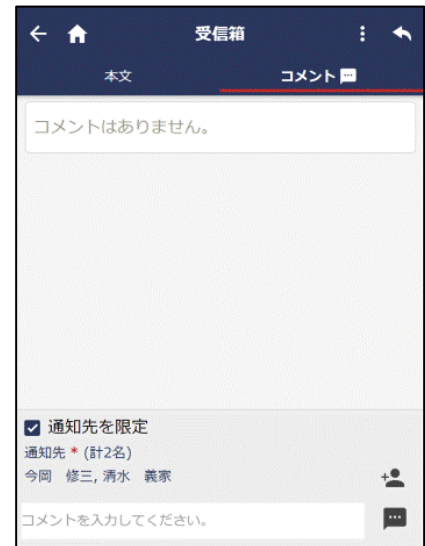 受信箱
本文 コメント
コメントはありません。
通知先を限定
通知先 * (計2名)
今岡　修三, 清水　義家
コメントを入力してください。